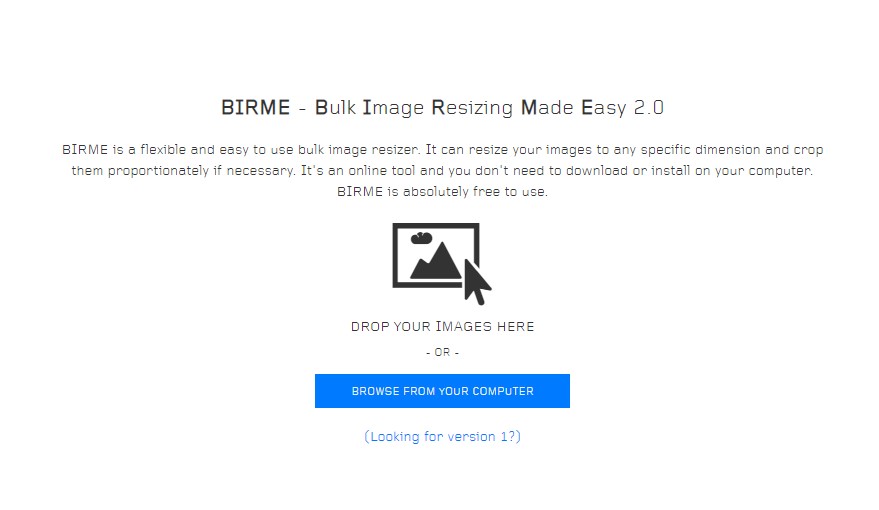 BIRME - Bulk Image Resizing Made Easy 2.0
BIRME is a flexible and easy to use bulk image resizer. It can resize your images to any specific dimension and crop
them proportionately if necessary. It's an online tool and you don't need to download or install on your computer.
BIRME is absolutely free to use.
DROP YOUR IMAGES HERE
- OR -
BROWSE FROM YOUR COMPUTER
(Looking for version 1?)